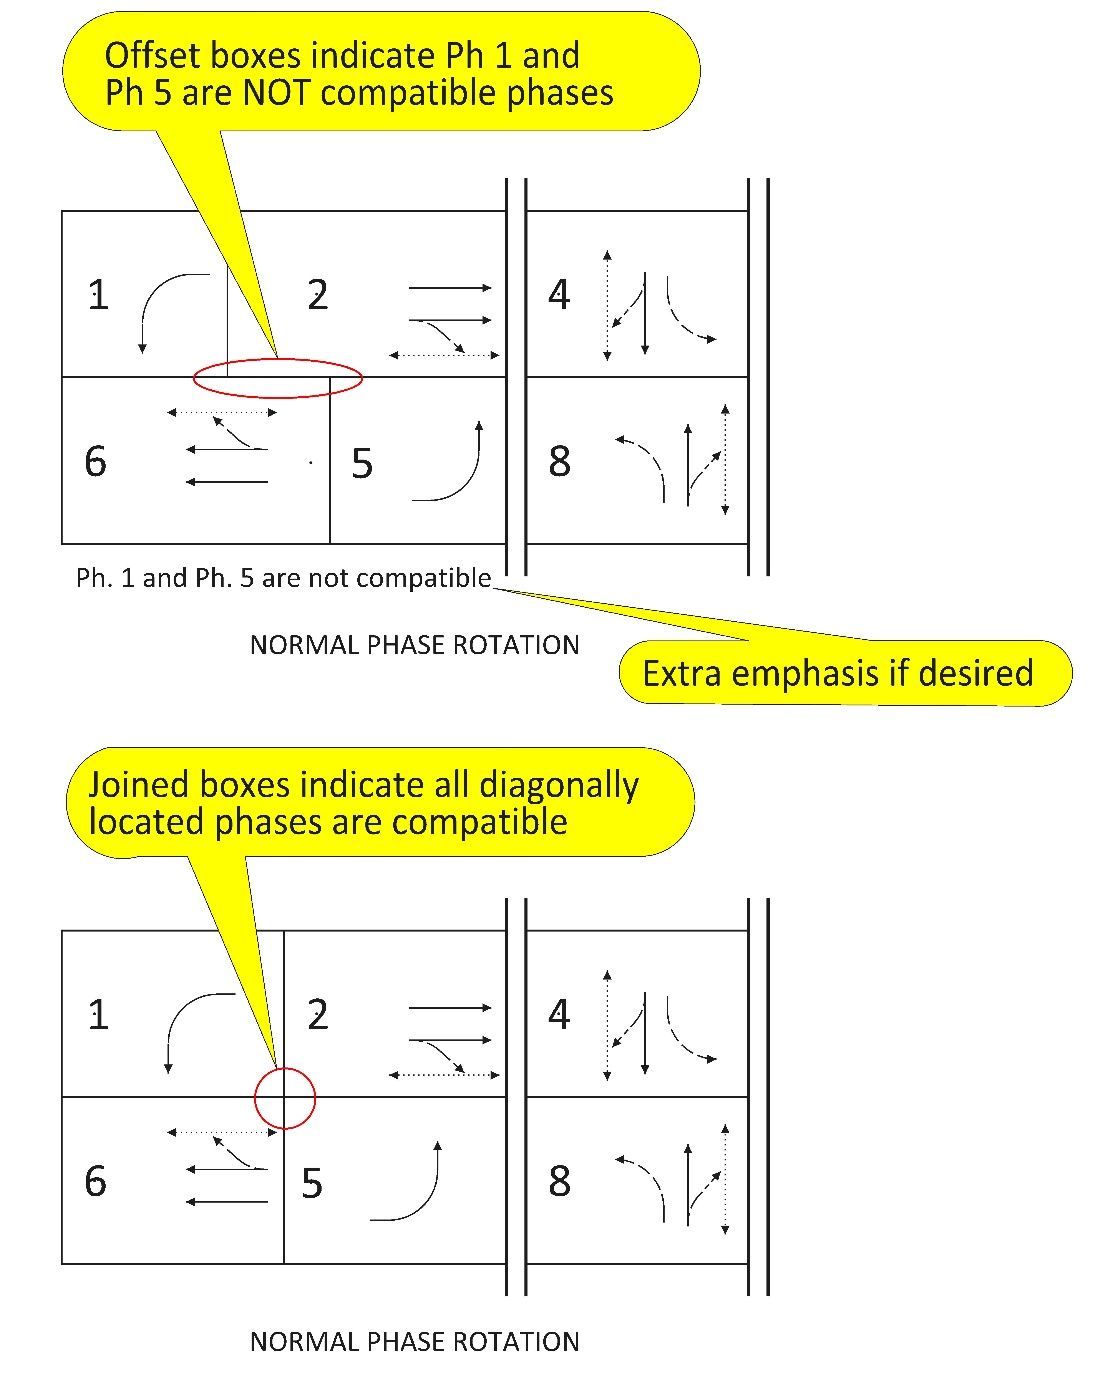 Offset boxes indicate Ph 1 and
Ph 5 are NOT compatible phases
1
2
4
6
5
8
Ph. 1 and Ph. 5 are not compatible
NORMAL PHASE ROTATION
Extra emphasis if desired
Joined boxes indicate all diagonally
located phases are compatible
1
2
4
6
5
8
NORMAL PHASE ROTATION